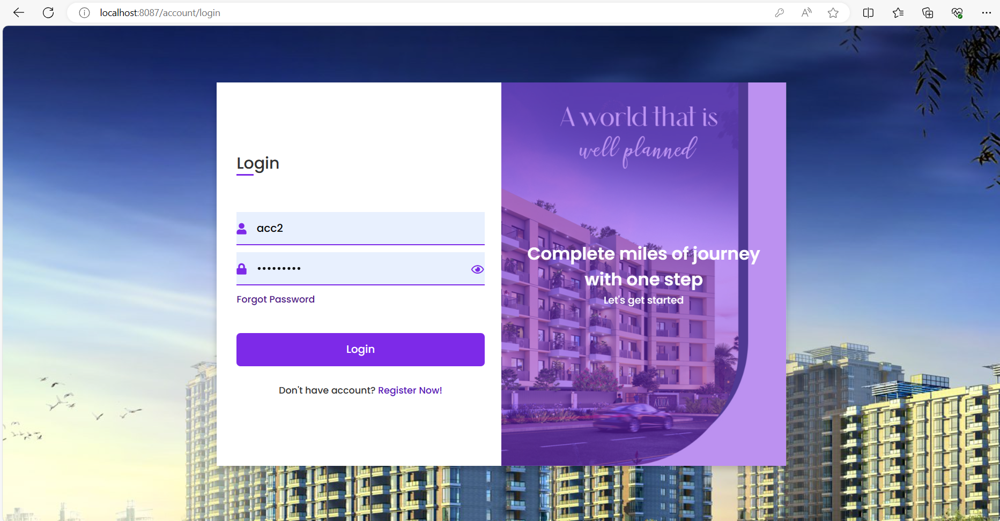 localhost:8087/account/login
A world that is
well planned
Login
acc2
•••••••••
Forgot Password
Login
Don't have account? Register Now!
Complete miles of journey
with one step
Let's get started
AURA